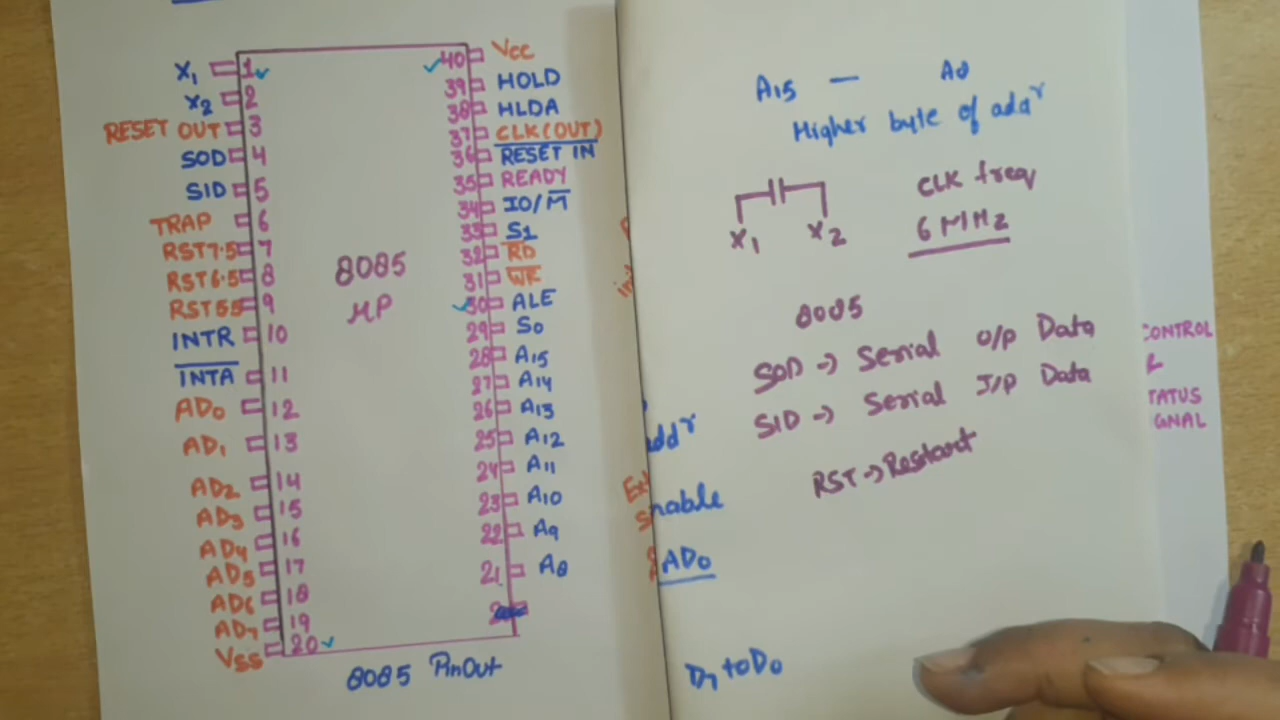 X1 1 40 Vcc
X2 2 39 HOLD
RESET OUT 3 38 HLDA
SOD 4 37 CLK(OUT)
SID 5 36 RESET IN
TRAP 6 35 READY
RST7.5 7 34 IO/M
RST6.5 8 33 S1
RST5.5 9 32 RD
INTR 10 31 WR
INTA 11 30 ALE
AD0 12 29 S0
AD1 13 28 A15
AD2 14 27 A14
AD3 15 26 A13
AD4 16 25 A12
AD5 17 24 A11
AD6 18 23 A10
AD7 19 22 A9
VSS 20 21 A8
8085
μP
8085 PinOut
A15 — A8
Higher byte of addr
X1 X2
CLK freq
6 MHz
8085
SOD → Serial O/P Data
SID → Serial I/P Data
RST → Restart
addr
nable
AD0
D7 to D0
CONTROL
&
TATUS
GNAL